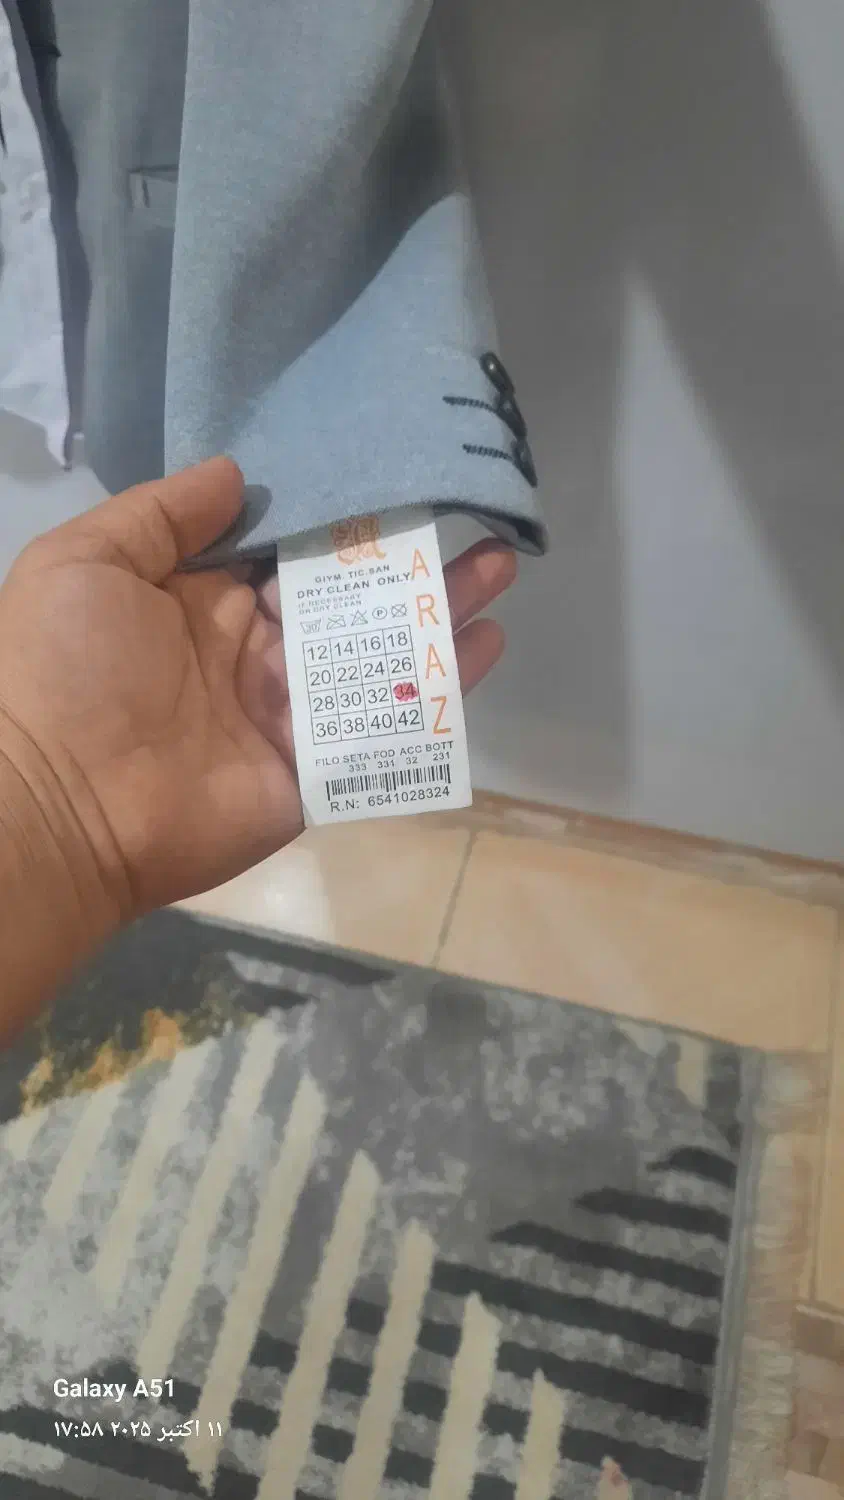 GIYM. TIC.SAN
DRY CLEAN ONLY
IF NECESSARY
OR DRY CLEAN
30 P
12 14 16 18
20 22 24 26
28 30 32 34
36 38 40 42
ARAZ
FILO SETA FOD ACC BOTT
333 331 32 231
R.N: 6541028324
Galaxy A51
۱۱ اکتبر ۲۰۲۵ ۱۷:۵۸